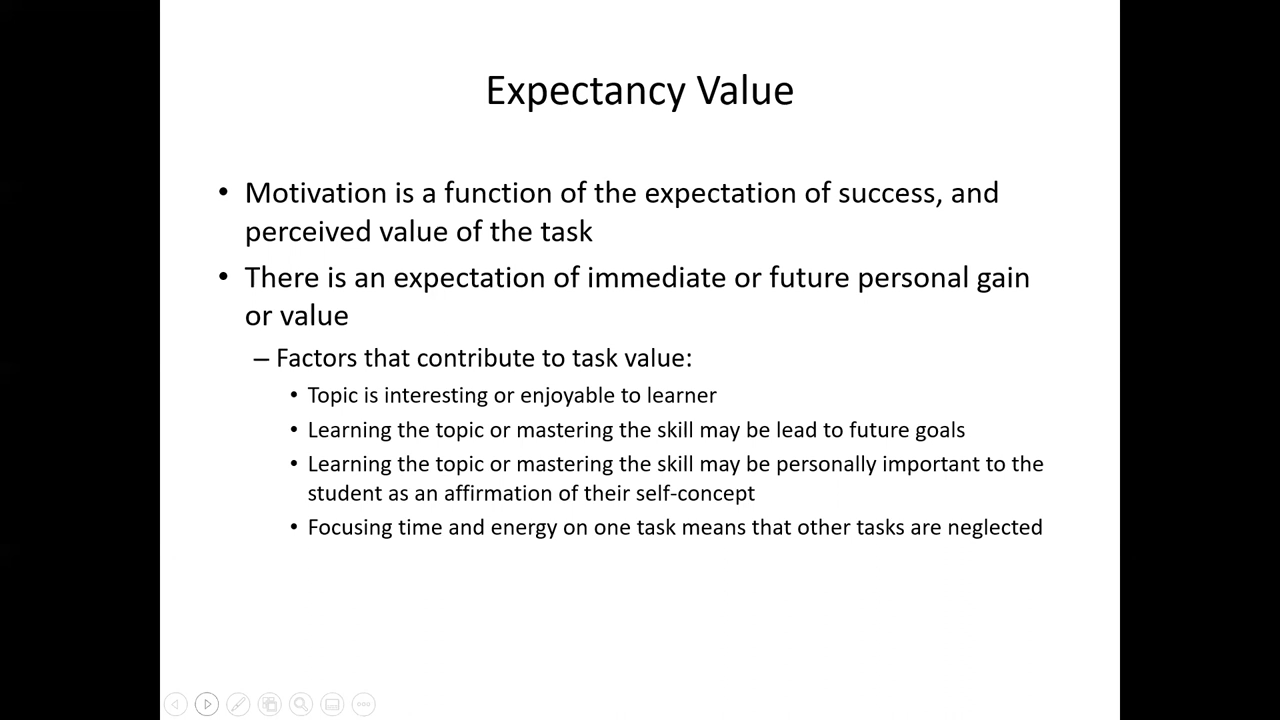 Expectancy Value
• Motivation is a function of the expectation of success, and
perceived value of the task
• There is an expectation of immediate or future personal gain
or value
– Factors that contribute to task value:
• Topic is interesting or enjoyable to learner
• Learning the topic or mastering the skill may be lead to future goals
• Learning the topic or mastering the skill may be personally important to the
student as an affirmation of their self-concept
• Focusing time and energy on one task means that other tasks are neglected